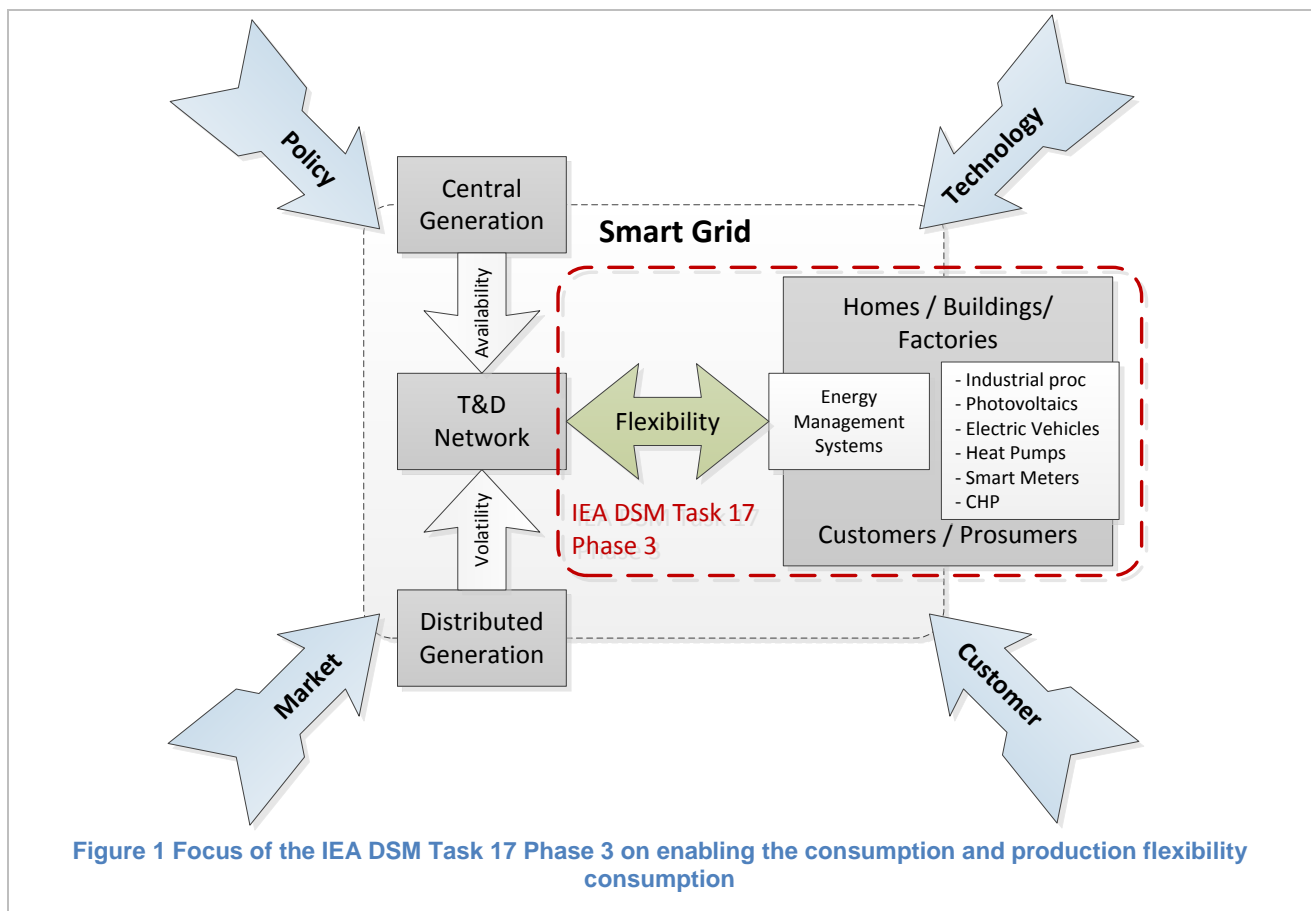 Policy
Technology
Central
Generation
Smart Grid
Availability
Homes / Buildings/
Factories
T&D
Network
Flexibility
Energy
Management
Systems
- Industrial proc
- Photovoltaics
- Electric Vehicles
- Heat Pumps
- Smart Meters
- CHP
IEA DSM Task 17
Phase 3
Customers / Prosumers
Volatility
Distributed
Generation
Market
Customer
Figure 1 Focus of the IEA DSM Task 17 Phase 3 on enabling the consumption and production flexibility
consumption